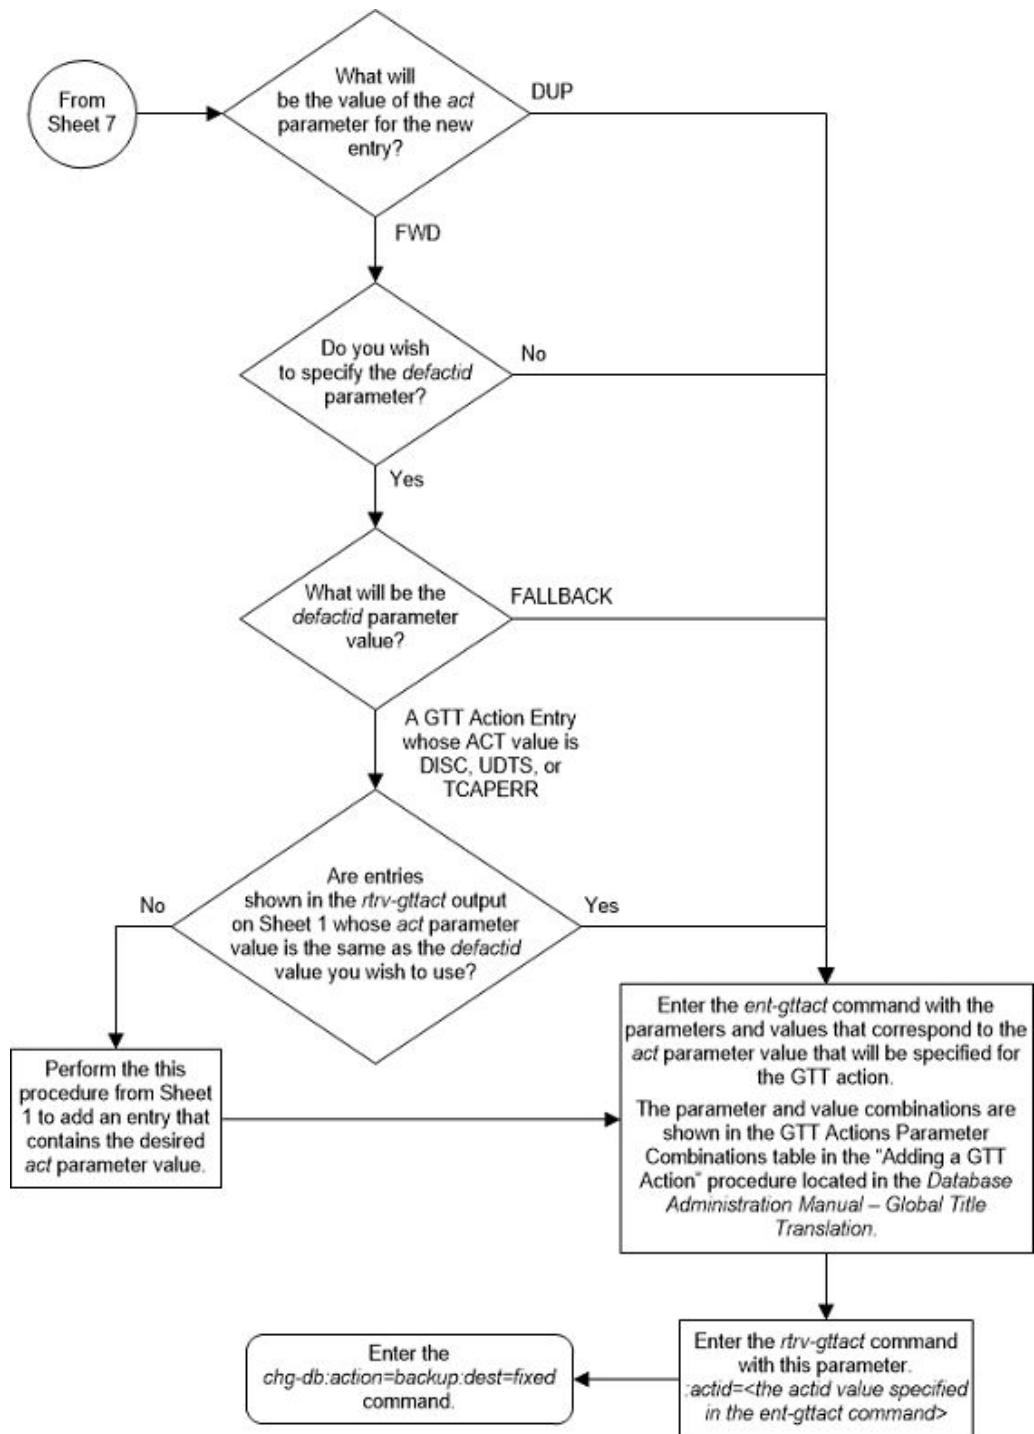 What will
be the value of the act
parameter for the new
entry?
DUP
From
Sheet 7
FWD
Do you wish
to specify the defactid
parameter?
No
Yes
What will be the
defactid parameter
value?
FALLBACK
A GTT Action Entry
whose ACT value is
DISC, UDTS, or
TCAPERR
Are entries
shown in the rtrv-gttact output
on Sheet 1 whose act parameter
value is the same as the defactid
value you wish to use?
No
Yes
Perform the this
procedure from Sheet
1 to add an entry that
contains the desired
act parameter value.
Enter the ent-gttact command with the
parameters and values that correspond to the
act parameter value that will be specified for
the GTT action.
The parameter and value combinations are
shown in the GTT Actions Parameter
Combinations table in the "Adding a GTT
Action" procedure located in the Database
Administration Manual – Global Title
Translation.
Enter the rtrv-gttact command
with this parameter.
:actid=<the actid value specified
in the ent-gttact command>
Enter the
chg-db:action=backup:dest=fixed
command.